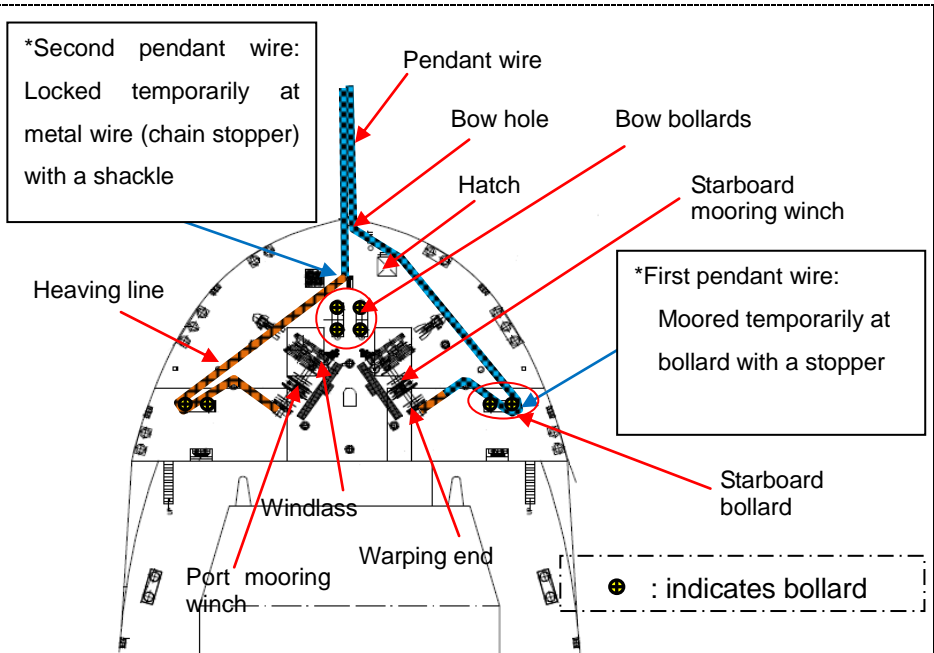 *Second pendant wire:
Locked temporarily at
metal wire (chain stopper)
with a shackle
Pendant wire
Bow hole
Bow bollards
Hatch
Starboard
mooring winch
Heaving line
*First pendant wire:
Moored temporarily at
bollard with a stopper
Starboard
bollard
Windlass
Warping end
Port mooring
winch
: indicates bollard